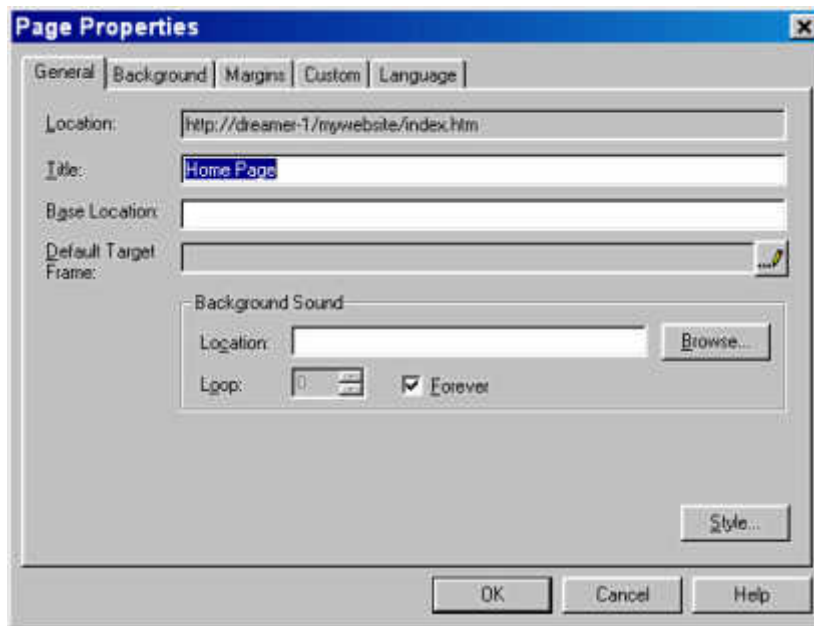 Page Properties
General Background Margins Custom Language
Location: http://dreamer-1/mywebsite/index.htm
Title: Home Page
Base Location:
Default Target
Frame:
Background Sound
Location: Browse...
Loop: 0 Forever
Style...
OK Cancel Help